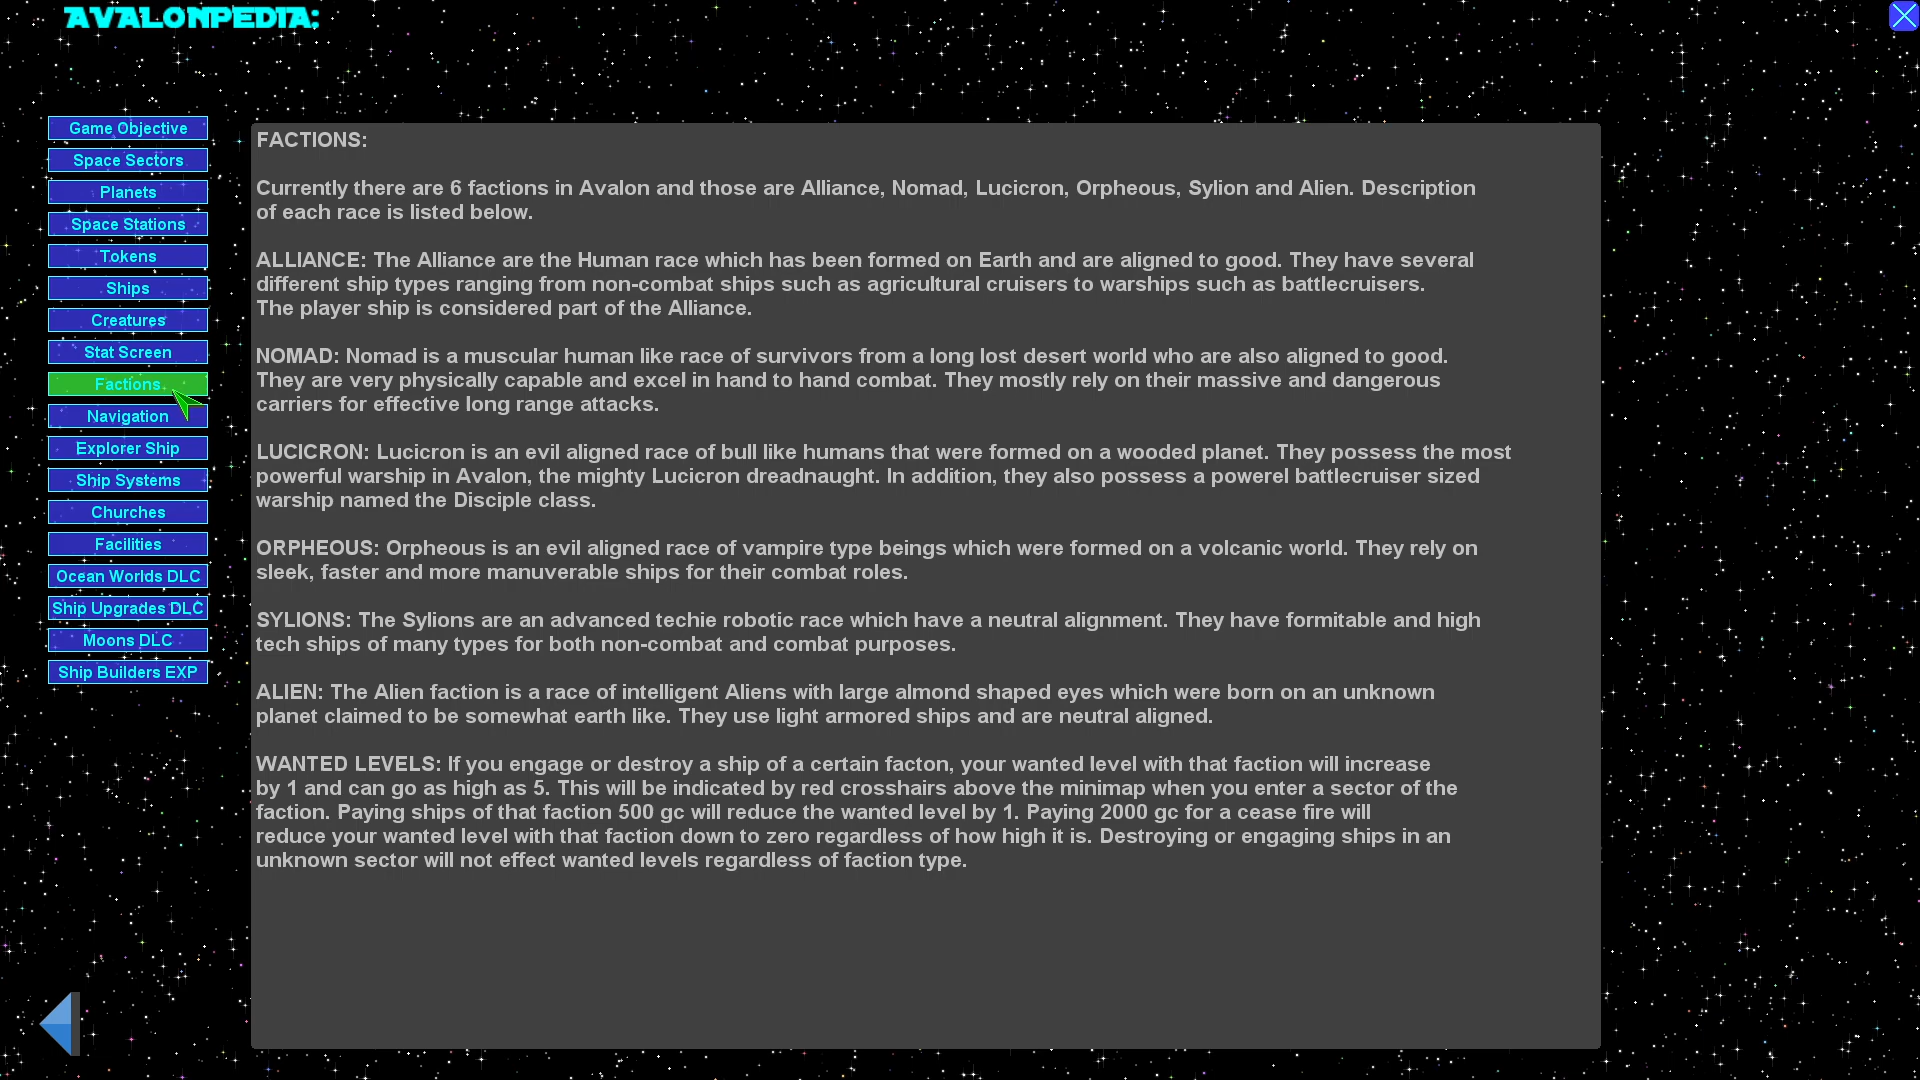 AVALONPEDIA:
Game Objective
Space Sectors
Planets
Space Stations
Tokens
Ships
Creatures
Stat Screen
Factions
Navigation
Explorer Ship
Ship Systems
Churches
Facilities
Ocean Worlds DLC
Ship Upgrades DLC
Moons DLC
Ship Builders EXP
FACTIONS:
Currently there are 6 factions in Avalon and those are Alliance, Nomad, Lucicron, Orpheous, Sylion and Alien. Description
of each race is listed below.
ALLIANCE: The Alliance are the Human race which has been formed on Earth and are aligned to good. They have several
different ship types ranging from non-combat ships such as agricultural cruisers to warships such as battlecruisers.
The player ship is considered part of the Alliance.
NOMAD: Nomad is a muscular human like race of survivors from a long lost desert world who are also aligned to good.
They are very physically capable and excel in hand to hand combat. They mostly rely on their massive and dangerous
carriers for effective long range attacks.
LUCICRON: Lucicron is an evil aligned race of bull like humans that were formed on a wooded planet. They possess the most
powerful warship in Avalon, the mighty Lucicron dreadnaught. In addition, they also possess a powerel battlecruiser sized
warship named the Disciple class.
ORPHEOUS: Orpheous is an evil aligned race of vampire type beings which were formed on a volcanic world. They rely on
sleek, faster and more manuverable ships for their combat roles.
SYLIONS: The Sylions are an advanced techie robotic race which have a neutral alignment. They have formitable and high
tech ships of many types for both non-combat and combat purposes.
ALIEN: The Alien faction is a race of intelligent Aliens with large almond shaped eyes which were born on an unknown
planet claimed to be somewhat earth like. They use light armored ships and are neutral aligned.
WANTED LEVELS: If you engage or destroy a ship of a certain facton, your wanted level with that faction will increase
by 1 and can go as high as 5. This will be indicated by red crosshairs above the minimap when you enter a sector of the
faction. Paying ships of that faction 500 gc will reduce the wanted level by 1. Paying 2000 gc for a cease fire will
reduce your wanted level with that faction down to zero regardless of how high it is. Destroying or engaging ships in an
unknown sector will not effect wanted levels regardless of faction type.